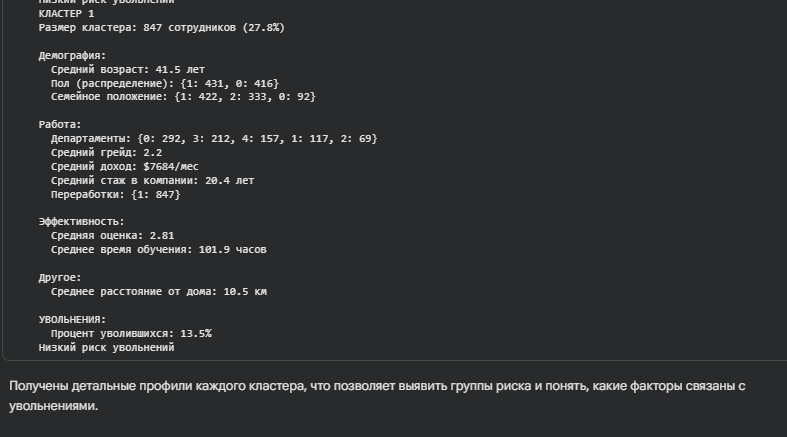 Низкий риск увольнений
КЛАСТЕР 1
Размер кластера: 847 сотрудников (27.8%)
Демография:
Средний возраст: 41.5 лет
Пол (распределение): {1: 431, 0: 416}
Семейное положение: {1: 422, 2: 333, 0: 92}
Работа:
Департаменты: {0: 292, 3: 212, 4: 157, 1: 117, 2: 69}
Средний грейд: 2.2
Средний доход: $7684/мес
Средний стаж в компании: 20.4 лет
Переработки: {1: 847}
Эффективность:
Средняя оценка: 2.81
Среднее время обучения: 101.9 часов
Другое:
Среднее расстояние от дома: 10.5 км
УВОЛЬНЕНИЯ:
Процент уволившихся: 13.5%
Низкий риск увольнений
Получены детальные профили каждого кластера, что позволяет выявить группы риска и понять, какие факторы связаны с
увольнениями.